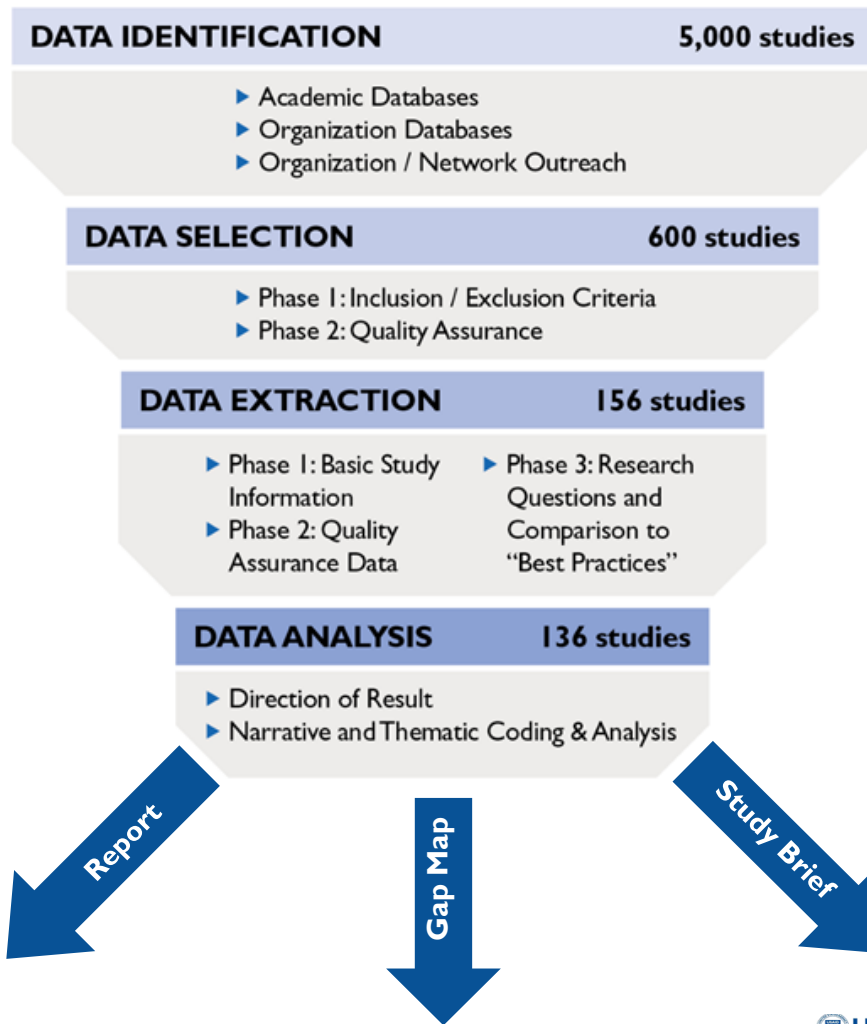 DATA IDENTIFICATION 5,000 studies
▶ Academic Databases
▶ Organization Databases
▶ Organization / Network Outreach
DATA SELECTION 600 studies
▶ Phase 1: Inclusion / Exclusion Criteria
▶ Phase 2: Quality Assurance
DATA EXTRACTION 156 studies
▶ Phase 1: Basic Study
Information
▶ Phase 2: Quality
Assurance Data
▶ Phase 3: Research
Questions and
Comparison to
“Best Practices”
DATA ANALYSIS 136 studies
▶ Direction of Result
▶ Narrative and Thematic Coding & Analysis
Report
Gap Map
Study Brief